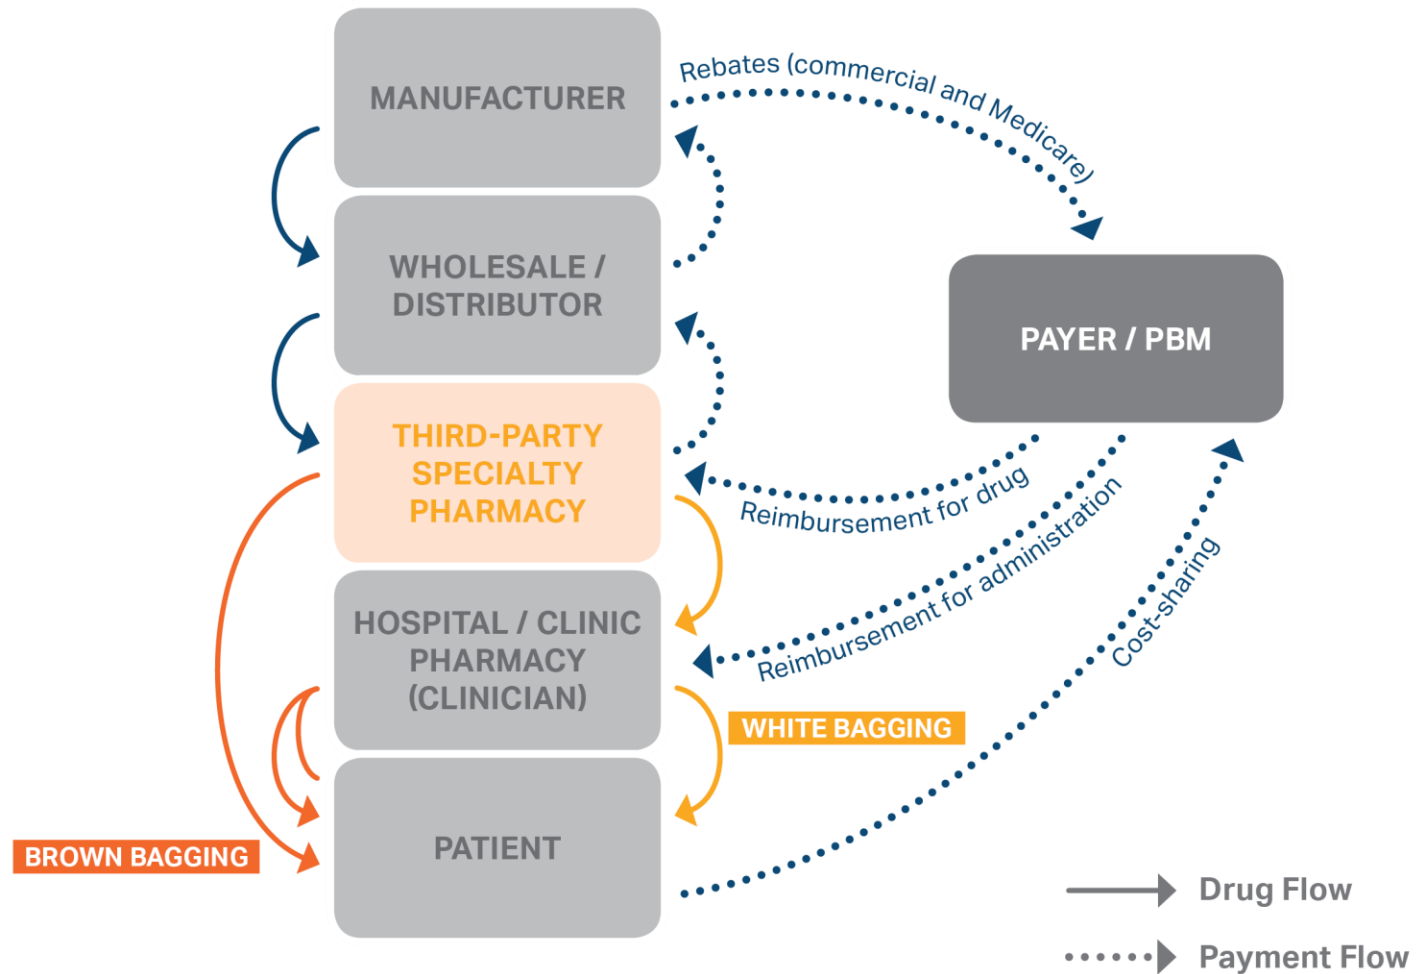 MANUFACTURER
Rebates (commercial and Medicare)
WHOLESALE /
DISTRIBUTOR
PAYER / PBM
THIRD-PARTY
SPECIALTY
PHARMACY
Reimbursement for drug
Reimbursement for administration
Cost-sharing
HOSPITAL / CLINIC
PHARMACY
(CLINICIAN)
WHITE BAGGING
PATIENT
BROWN BAGGING
Drug Flow
Payment Flow